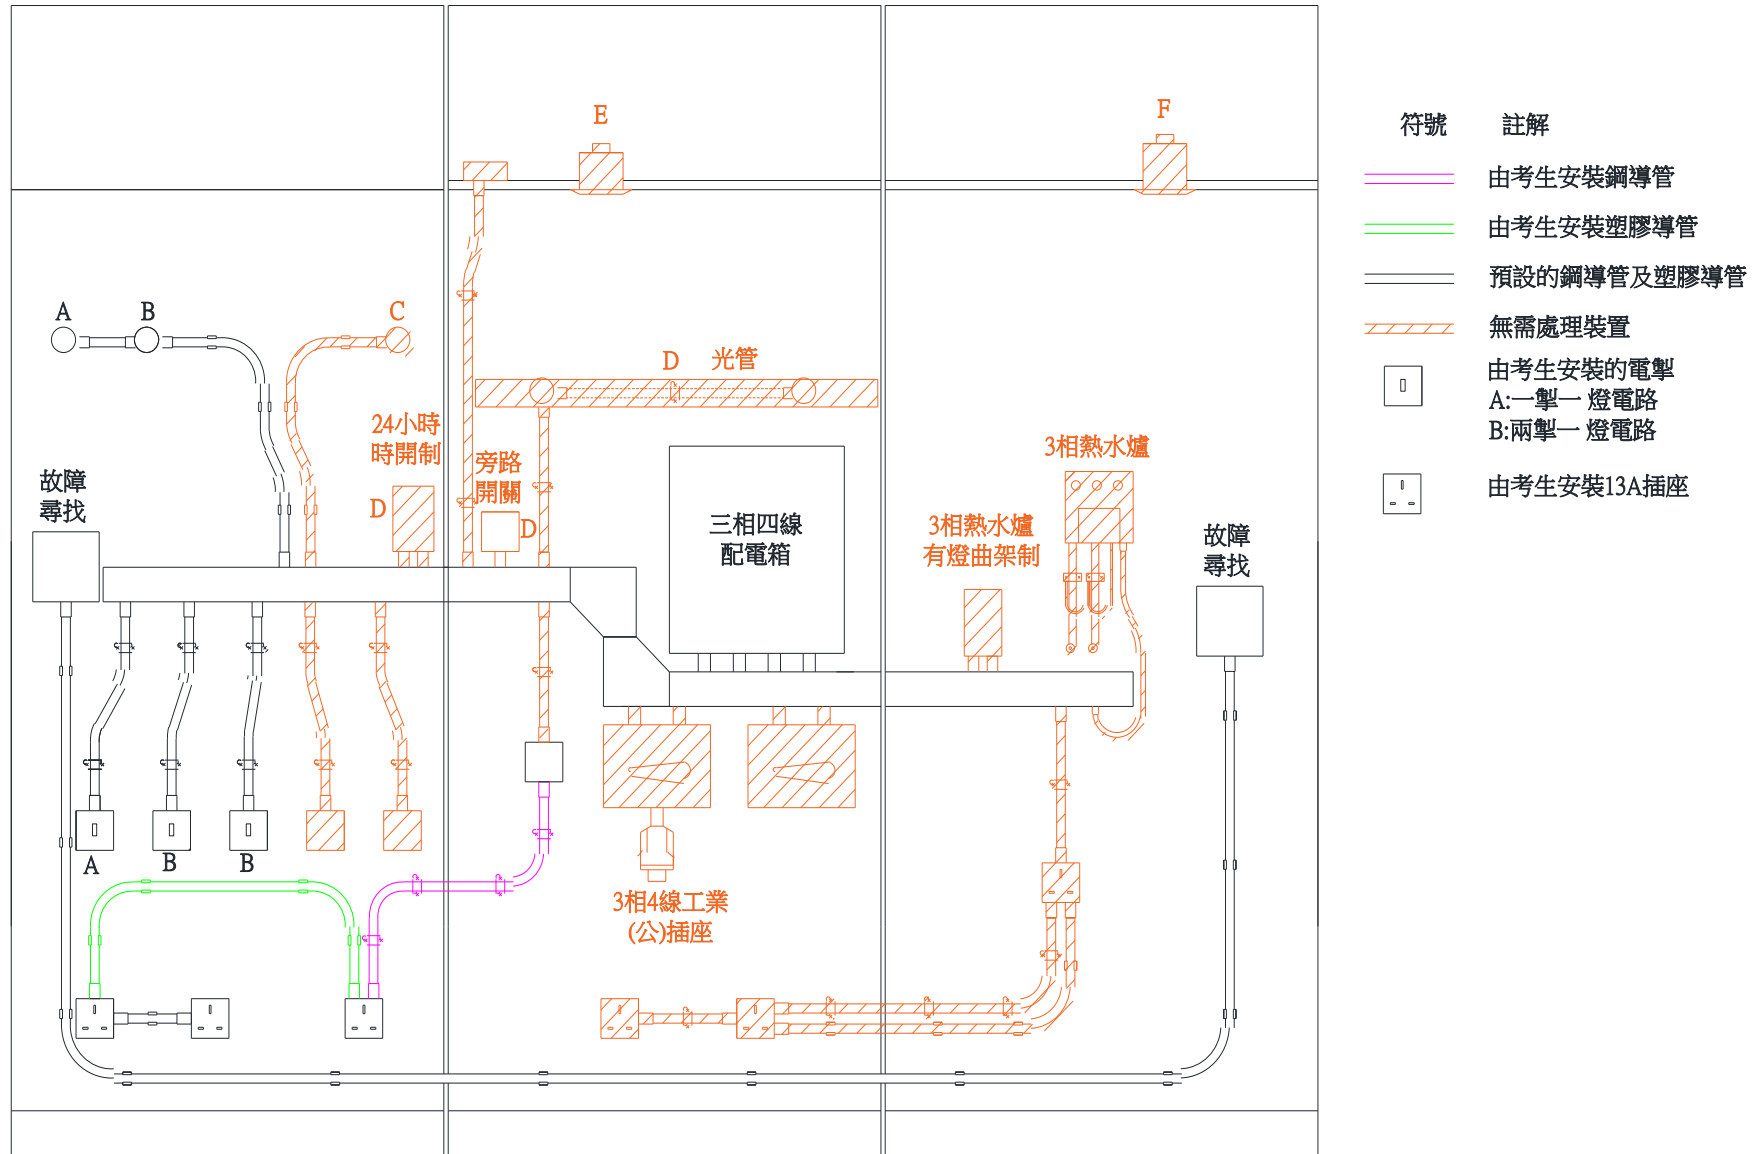 E
F
符號 註解
由考生安裝鋼導管
由考生安裝塑膠導管
預設的鋼導管及塑膠導管
無需處理裝置
由考生安裝的電掣
A:一掣一 燈電路
B:兩掣一 燈電路
由考生安裝13A插座
A
B
C
D 光管
24小時
時開制
D
旁路
開關
D
故障
尋找
三相四線
配電箱
3相熱水爐
3相熱水爐
有燈曲架制
故障
尋找
A
B
B
3相4線工業
(公)插座